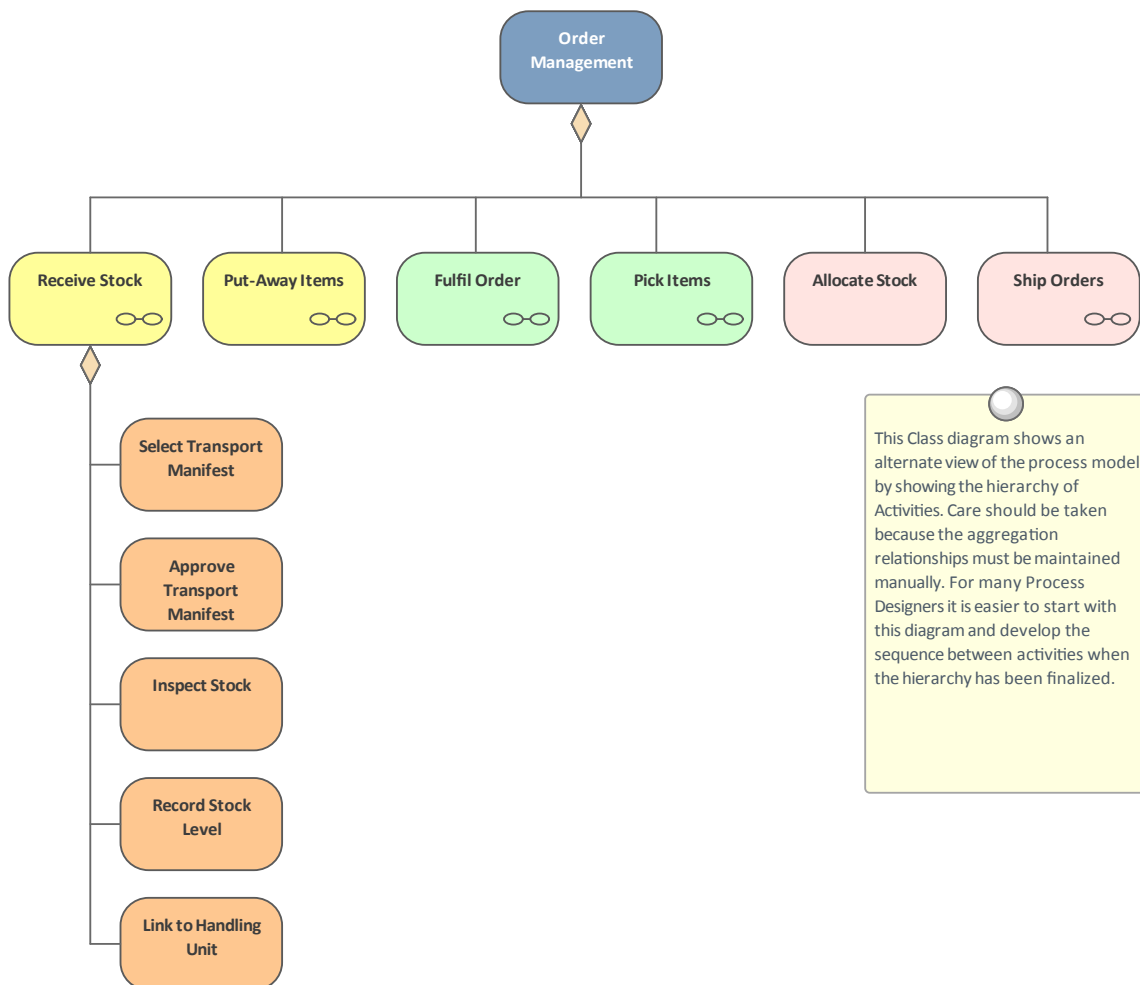 Order
Management
Receive Stock
Put-Away Items
Fulfil Order
Pick Items
Allocate Stock
Ship Orders
Select Transport
Manifest
Approve
Transport
Manifest
Inspect Stock
Record Stock
Level
Link to Handling
Unit
This Class diagram shows an
alternate view of the process model
by showing the hierarchy of
Activities. Care should be taken
because the aggregation
relationships must be maintained
manually. For many Process
Designers it is easier to start with
this diagram and develop the
sequence between activities when
the hierarchy has been finalized.